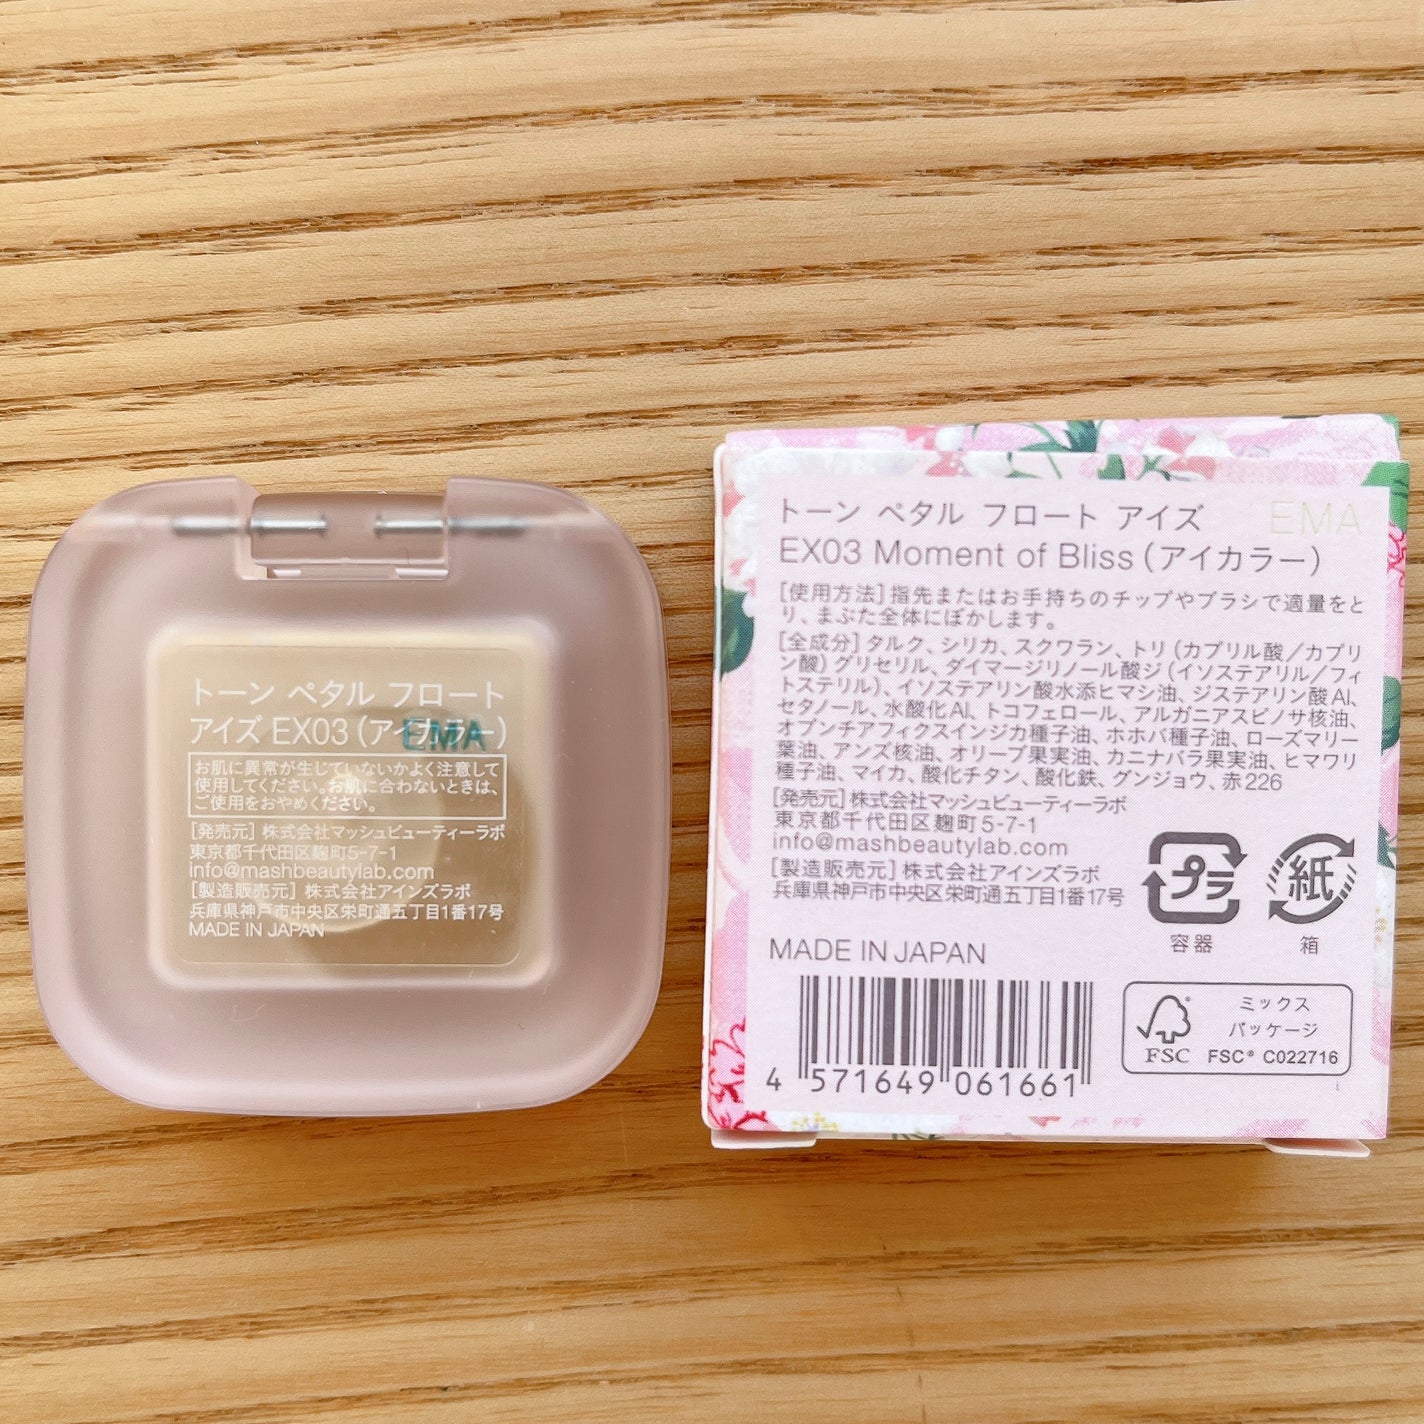 トーン ペタル フロート
アイズ EX03（アイカラー）
EMA
お肌に異常が生じていないかよく注意して
使用してください。お肌に合わないときは、
ご使用をおやめください。
［発売元］株式会社マッシュビューティーラボ
東京都千代田区麹町5-7-1
info@mashbeautylab.com
［製造販売元］株式会社アインズラボ
兵庫県神戸市中央区栄町通五丁目1番17号
MADE IN JAPAN
トーン ペタル フロート アイズ
EMA
EX03 Moment of Bliss（アイカラー）
［使用方法］指先またはお手持ちのチップやブラシで適量をと
り、まぶた全体にぼかします。
［全成分］タルク、シリカ、スクワラン、トリ（カプリル酸／カプリ
ン酸）グリセリル、ダイマージリノール酸ジ（イソステアリル／フィ
トステリル）、イソステアリン酸水添ヒマシ油、ジステアリン酸Al、
セタノール、水酸化Al、トコフェロール、アルガニアスピノサ核油、
オプンチアフィクスインジカ種子油、ホホバ種子油、ローズマリー
葉油、アンズ核油、オリーブ果実油、カニナバラ果実油、ヒマワリ
種子油、マイカ、酸化チタン、酸化鉄、グンジョウ、赤226
［発売元］株式会社マッシュビューティーラボ
東京都千代田区麹町5-7-1
info@mashbeautylab.com
［製造販売元］株式会社アインズラボ
兵庫県神戸市中央区栄町通五丁目1番17号
プラ
容器
紙
箱
MADE IN JAPAN
4 571649 061661
FSC
ミックス
パッケージ
FSC® C022716